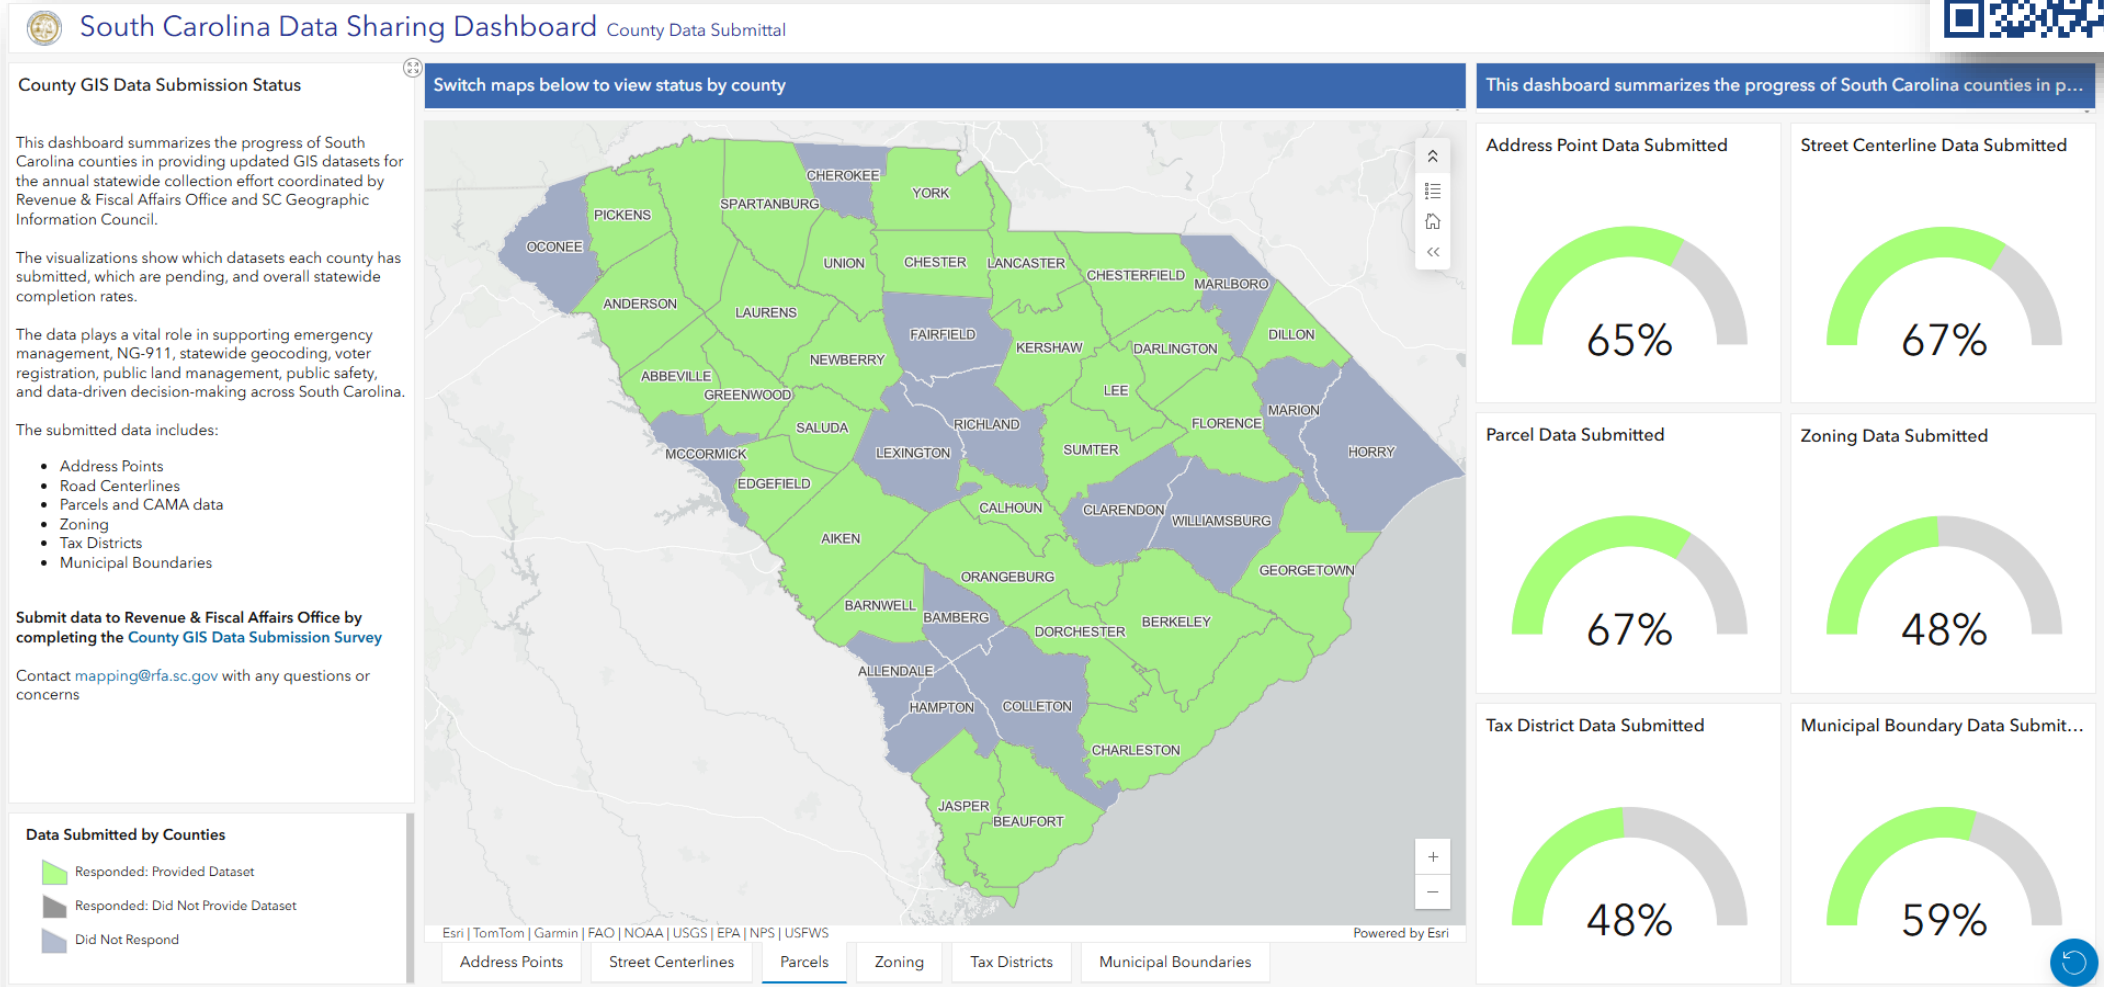 South Carolina Data Sharing Dashboard County Data Submittal
County GIS Data Submission Status
This dashboard summarizes the progress of South
Carolina counties in providing updated GIS datasets for
the annual statewide collection effort coordinated by
Revenue & Fiscal Affairs Office and SC Geographic
Information Council.
The visualizations show which datasets each county has
submitted, which are pending, and overall statewide
completion rates.
The data plays a vital role in supporting emergency
management, NG-911, statewide geocoding, voter
registration, public land management, public safety,
and data-driven decision-making across South Carolina.
The submitted data includes:
• Address Points
• Road Centerlines
• Parcels and CAMA data
• Zoning
• Tax Districts
• Municipal Boundaries
Submit data to Revenue & Fiscal Affairs Office by
completing the County GIS Data Submission Survey
Contact mapping@rfa.sc.gov with any questions or
concerns
Data Submitted by Counties
Responded: Provided Dataset
Responded: Did Not Provide Dataset
Did Not Respond
Switch maps below to view status by county
CHEROKEE
YORK
SPARTANBURG
PICKENS
OCONEE
UNION
CHESTER
LANCASTER
CHESTERFIELD
MARLBORO
ANDERSON
LAURENS
FAIRFIELD
KERSHAW
DARLINGTON
DILLON
NEWBERRY
ABBEVILLE
GREENWOOD
LEE
MARION
SALUDA
RICHLAND
FLORENCE
MCCORMICK
LEXINGTON
SUMTER
HORRY
EDGEFIELD
CALHOUN
CLARENDON
WILLIAMSBURG
AIKEN
ORANGEBURG
GEORGETOWN
BARNWELL
BAMBERG
DORCHESTER
BERKELEY
ALLENDALE
HAMPTON
COLLETON
CHARLESTON
JASPER
BEAUFORT
Esri | TomTom | Garmin | FAO | NOAA | USGS | EPA | NPS | USFWS
Powered by Esri
Address Points
Street Centerlines
Parcels
Zoning
Tax Districts
Municipal Boundaries
This dashboard summarizes the progress of South Carolina counties in p...
Address Point Data Submitted
65%
Street Centerline Data Submitted
67%
Parcel Data Submitted
67%
Zoning Data Submitted
48%
Tax District Data Submitted
48%
Municipal Boundary Data Submit...
59%